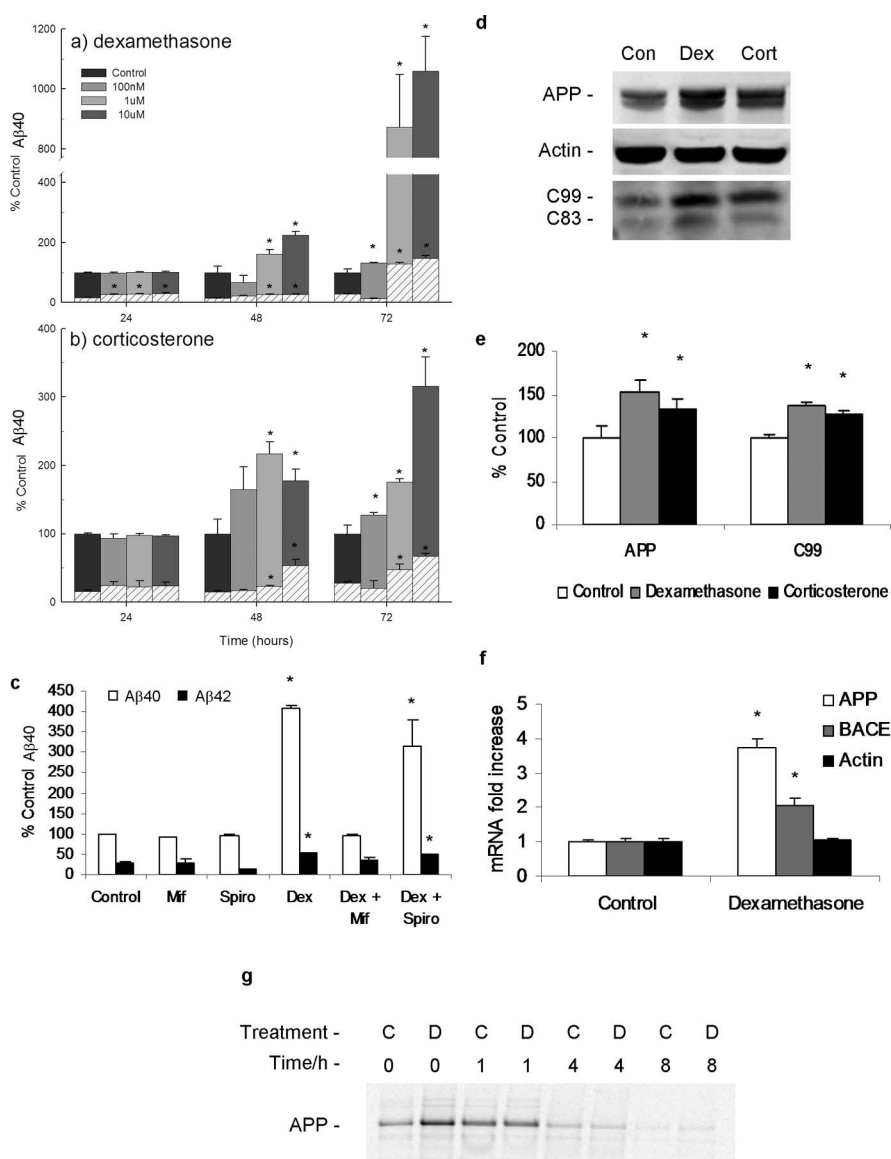 a) dexamethasone
Control
100nM
1uM
10uM
% Control Aβ40
1200
1000
800
400
200
100
0
24
48
72
* * * * * * * * * * * *
b) corticosterone
% Control Aβ40
400
300
200
100
0
24
48
72
* * * * * * * * *
Time (hours)
c
Aβ40
Aβ42
% Control Aβ40
450
400
350
300
250
200
150
100
50
0
* * * *
Control Mif Spiro Dex Dex + Mif Dex + Spiro
d
Con Dex Cort
APP -
Actin -
C99 -
C83 -
e
% Control
200
150
100
50
0
* * * *
APP C99
Control Dexamethasone Corticosterone
f
mRNA fold increase
5
4
3
2
1
0
* *
APP
BACE
Actin
Control Dexamethasone
g
Treatment - C D C D C D C D
Time/h - 0 0 1 1 4 4 8 8
APP -